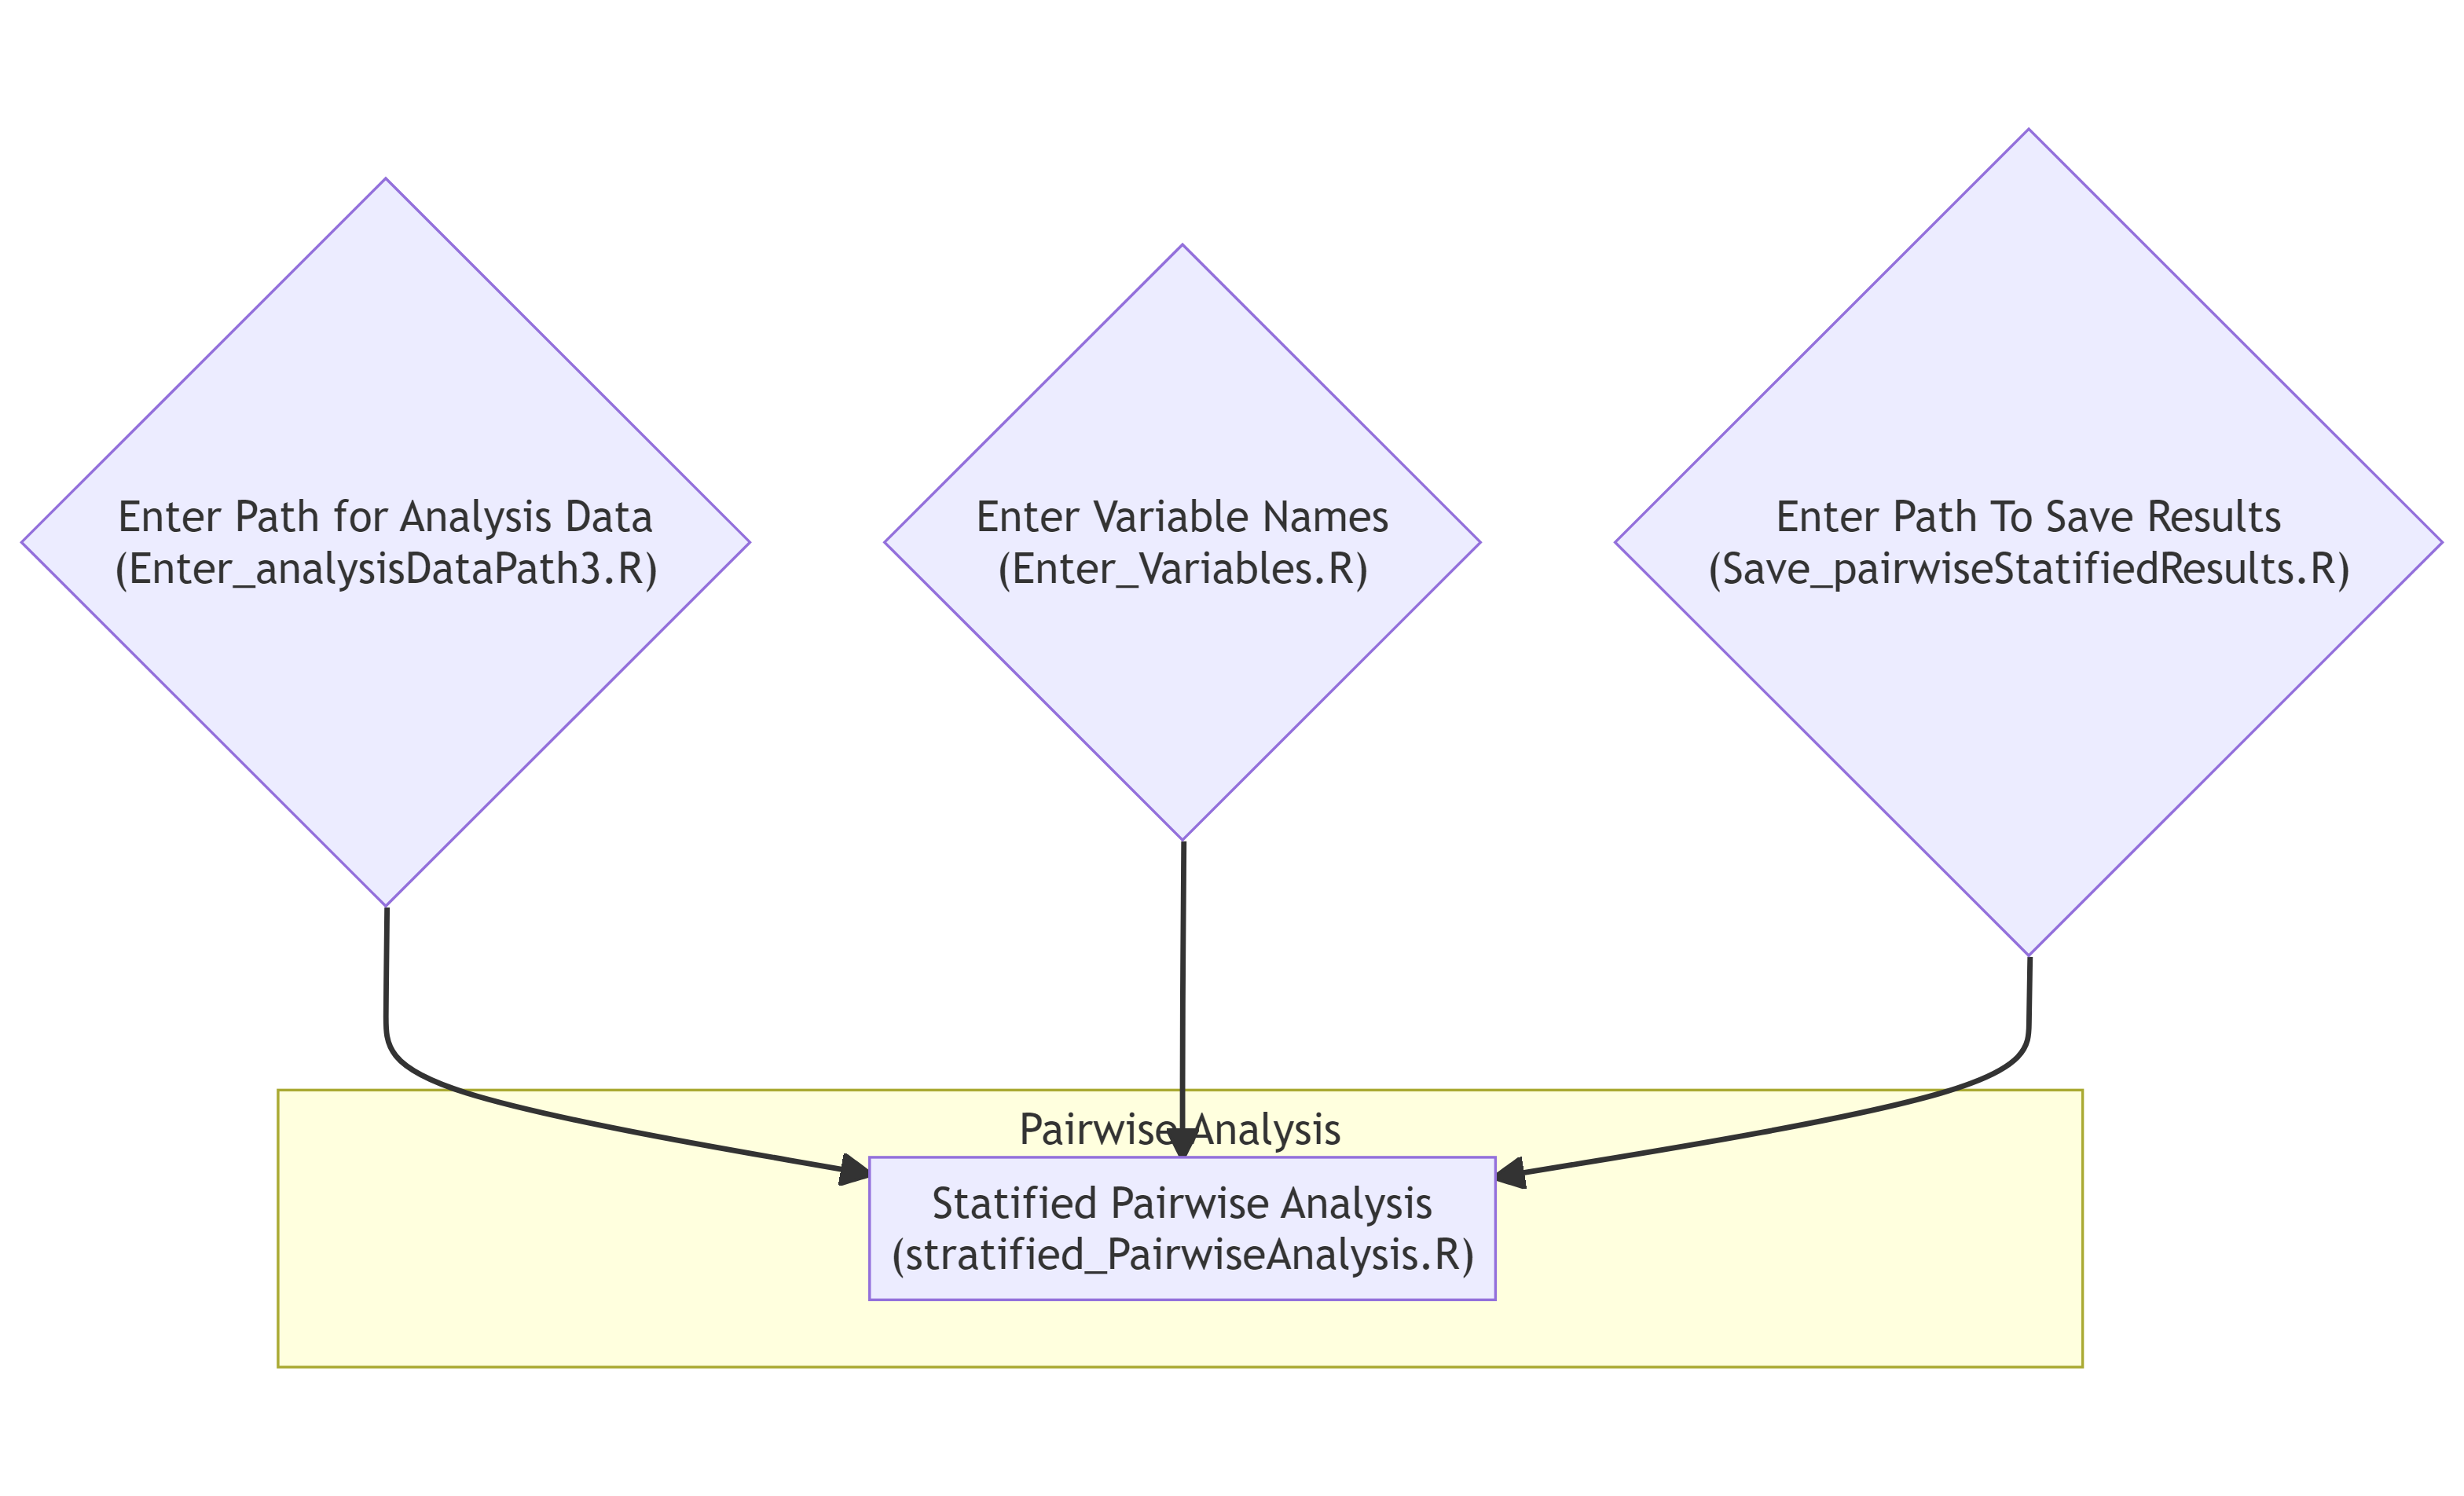 Enter Path for Analysis Data
(Enter_analysisDataPath3.R)
Enter Variable Names
(Enter_Variables.R)
Enter Path To Save Results
(Save_pairwiseStatifiedResults.R)
Pairwise Analysis
Statified Pairwise Analysis
(stratified_PairwiseAnalysis.R)